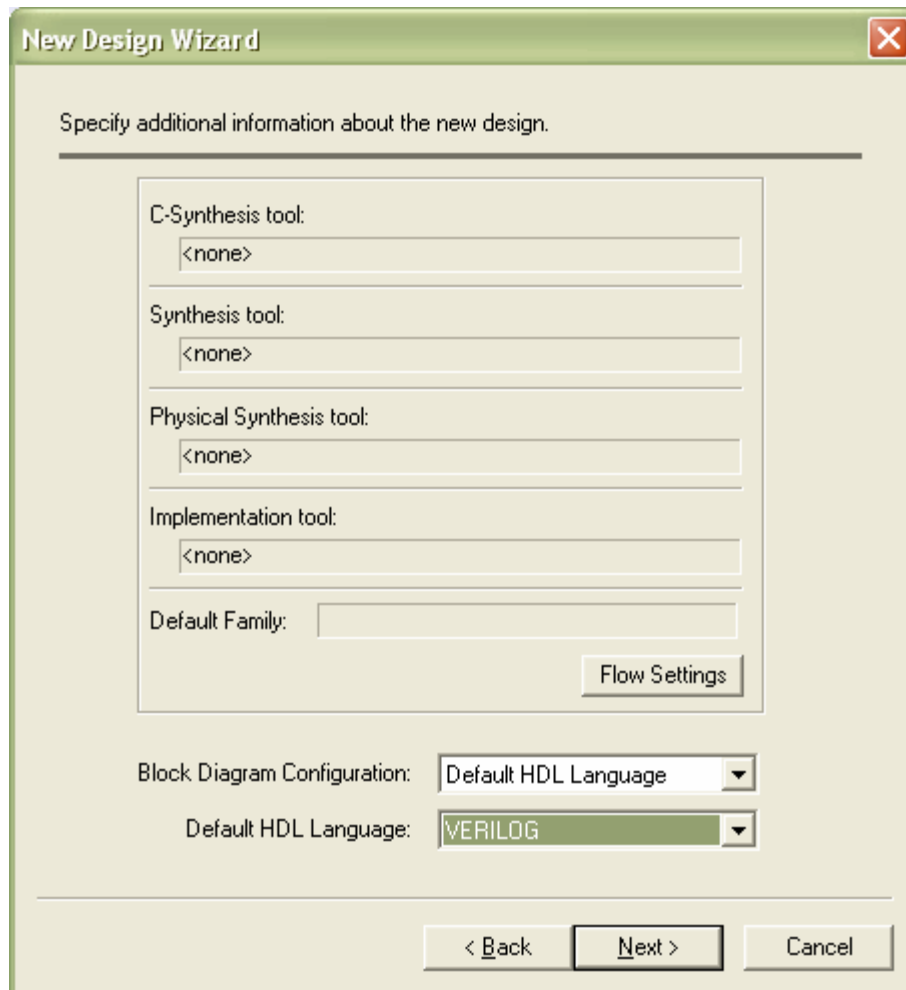 New Design Wizard
Specify additional information about the new design.
C-Synthesis tool:
<none>
Synthesis tool:
<none>
Physical Synthesis tool:
<none>
Implementation tool:
<none>
Default Family:
Flow Settings
Block Diagram Configuration: Default HDL Language
Default HDL Language: VERILOG
< Back Next > Cancel